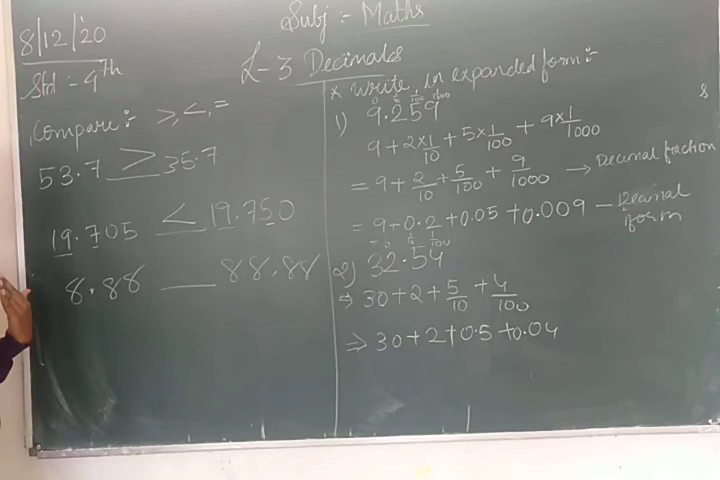 8/12/'20
Subj :- Maths
Std :- 4th
L-3 Decimals
Compare :- >, <, =
53.7 > 35.7
19.705 < 19.750
8.88 __ 88.88
* Write in expanded form :-
1) 9.259
9 + 2×1/10 + 5×1/100 + 9×1/1000
= 9 + 2/10 + 5/100 + 9/1000 → Decimal fraction
= 9 + 0.2 + 0.05 + 0.009 – Decimal form
2) 32.54
⇒ 30 + 2 + 5/10 + 4/100
⇒ 30 + 2 + 0.5 + 0.04